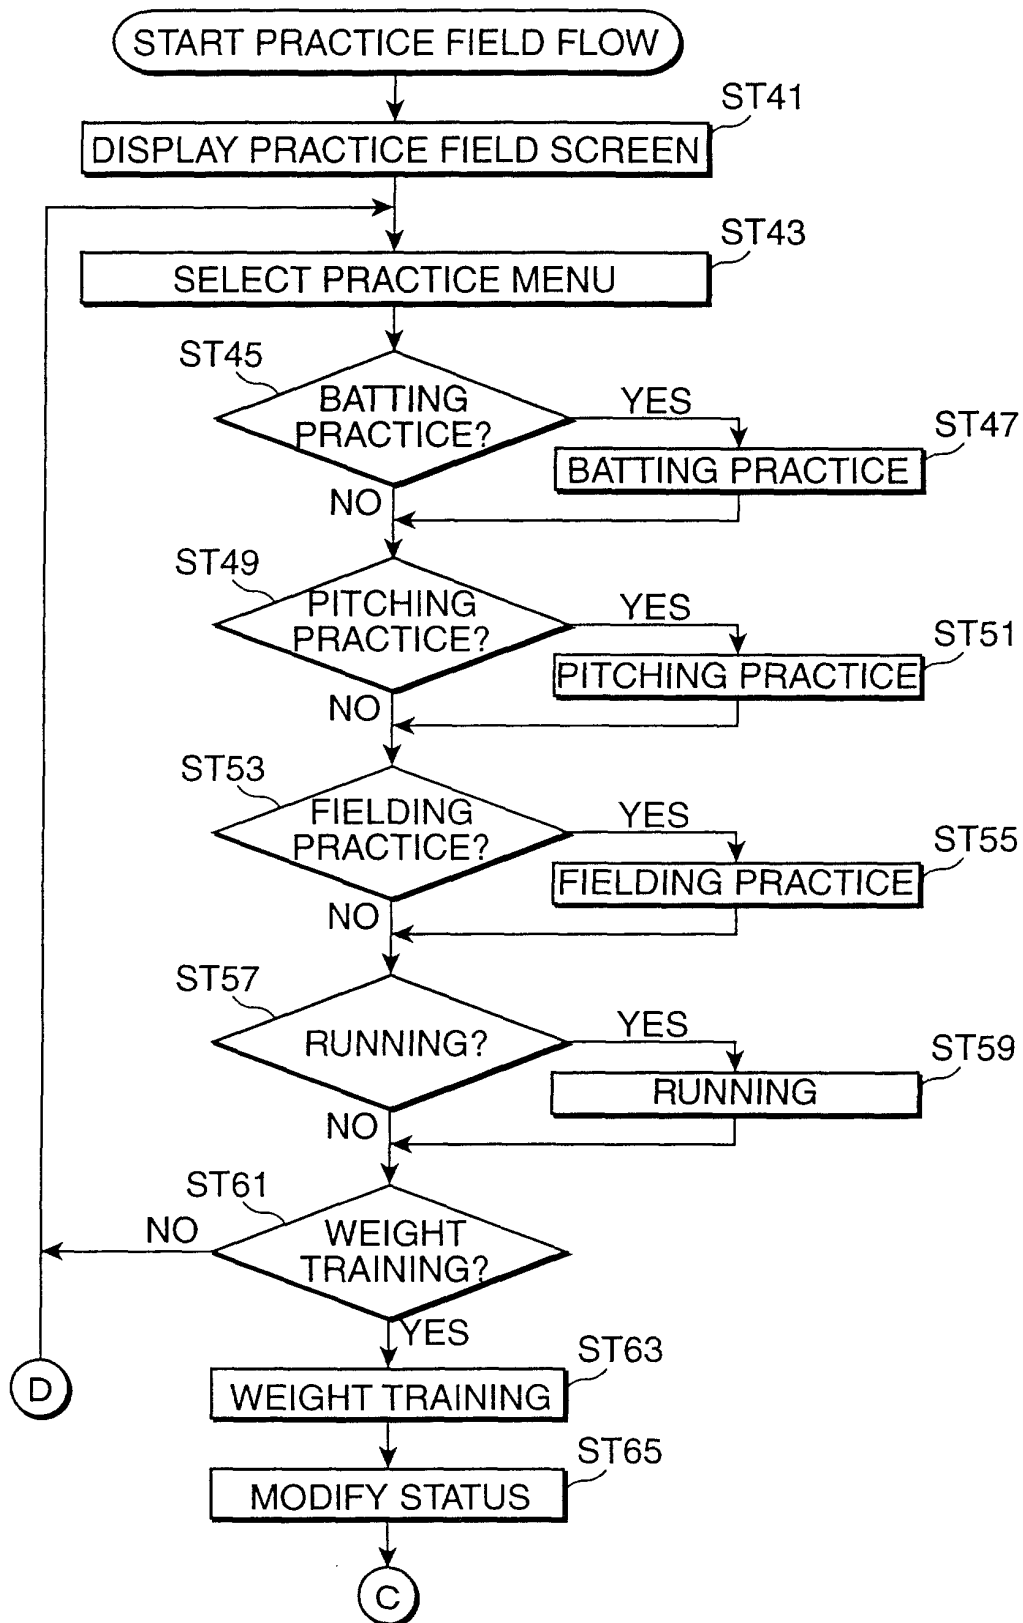 START PRACTICE FIELD FLOW
ST41
DISPLAY PRACTICE FIELD SCREEN
ST43
SELECT PRACTICE MENU
ST45
BATTING
PRACTICE?
YES
ST47
BATTING PRACTICE
NO
ST49
PITCHING
PRACTICE?
YES
ST51
PITCHING PRACTICE
NO
ST53
FIELDING
PRACTICE?
YES
ST55
FIELDING PRACTICE
NO
ST57
RUNNING?
YES
ST59
RUNNING
NO
ST61
WEIGHT
TRAINING?
NO
YES
D
ST63
WEIGHT TRAINING
ST65
MODIFY STATUS
C